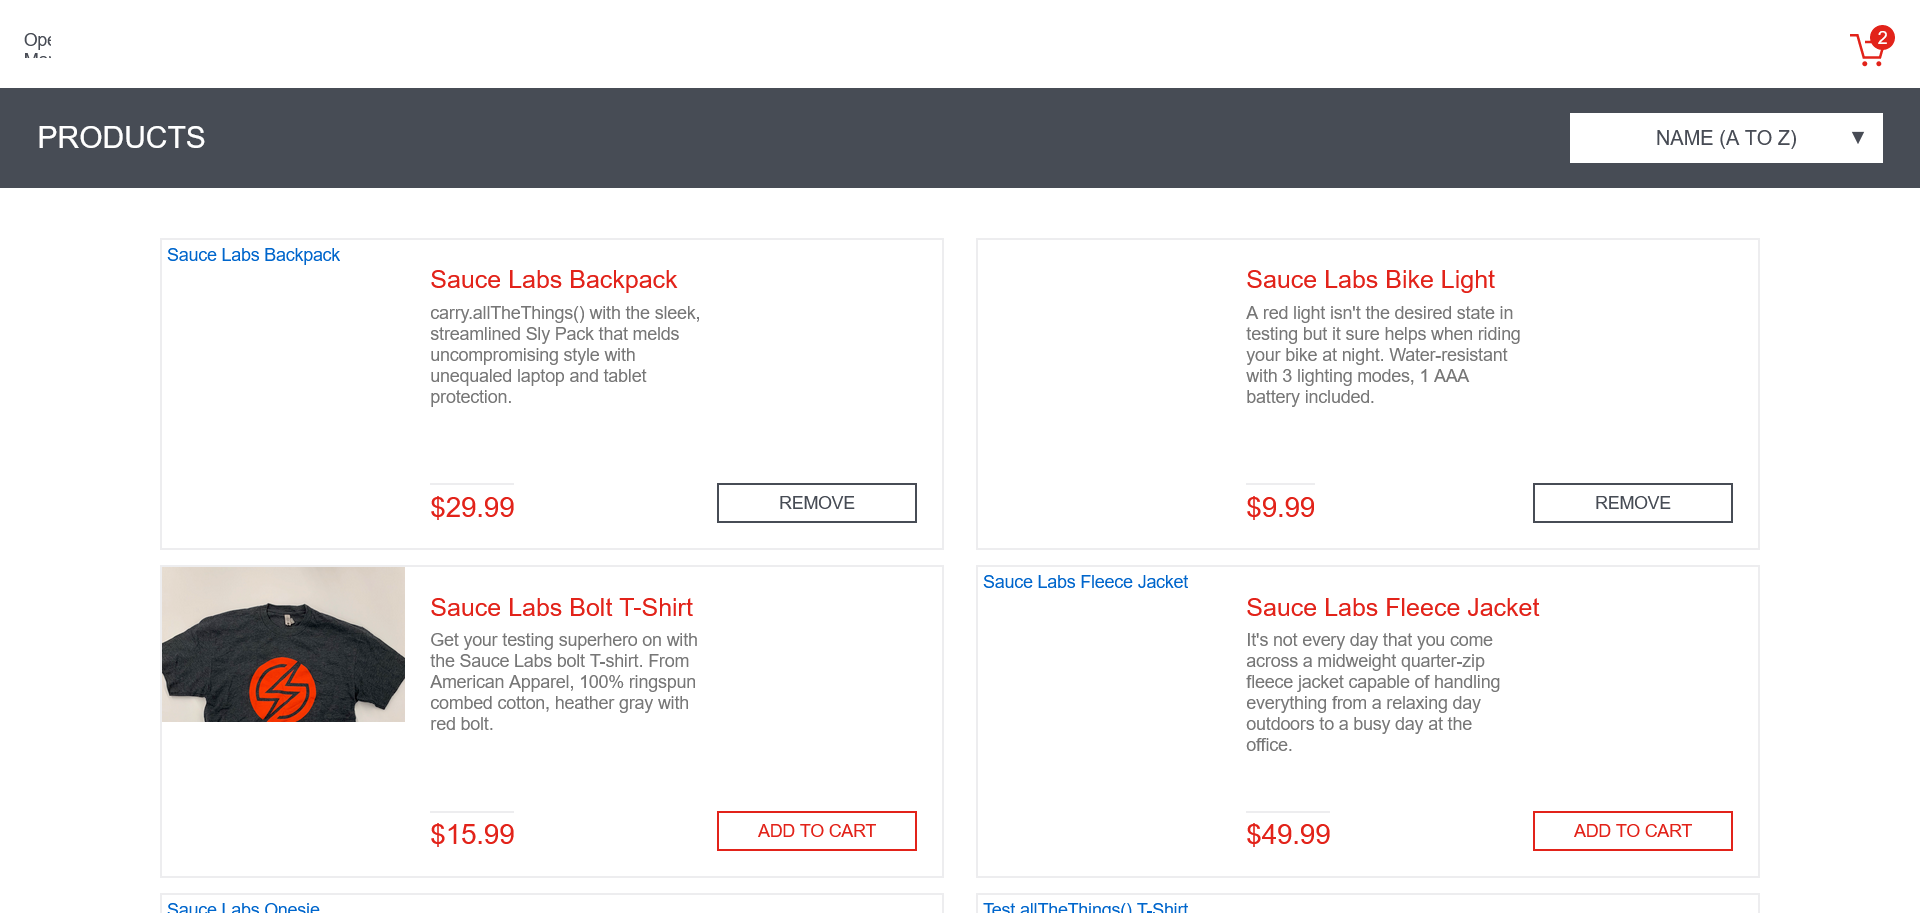 Ope
2
PRODUCTS
NAME (A TO Z) ▼
Sauce Labs Backpack
Sauce Labs Backpack
carry.allTheThings() with the sleek,
streamlined Sly Pack that melds
uncompromising style with
unequaled laptop and tablet
protection.
$29.99
REMOVE
Sauce Labs Bike Light
A red light isn't the desired state in
testing but it sure helps when riding
your bike at night. Water-resistant
with 3 lighting modes, 1 AAA
battery included.
$9.99
REMOVE
Sauce Labs Bolt T-Shirt
Get your testing superhero on with
the Sauce Labs bolt T-shirt. From
American Apparel, 100% ringspun
combed cotton, heather gray with
red bolt.
$15.99
ADD TO CART
Sauce Labs Fleece Jacket
Sauce Labs Fleece Jacket
It's not every day that you come
across a midweight quarter-zip
fleece jacket capable of handling
everything from a relaxing day
outdoors to a busy day at the
office.
$49.99
ADD TO CART
Sauce Labs Onesie
Test.allTheThings() T-Shirt